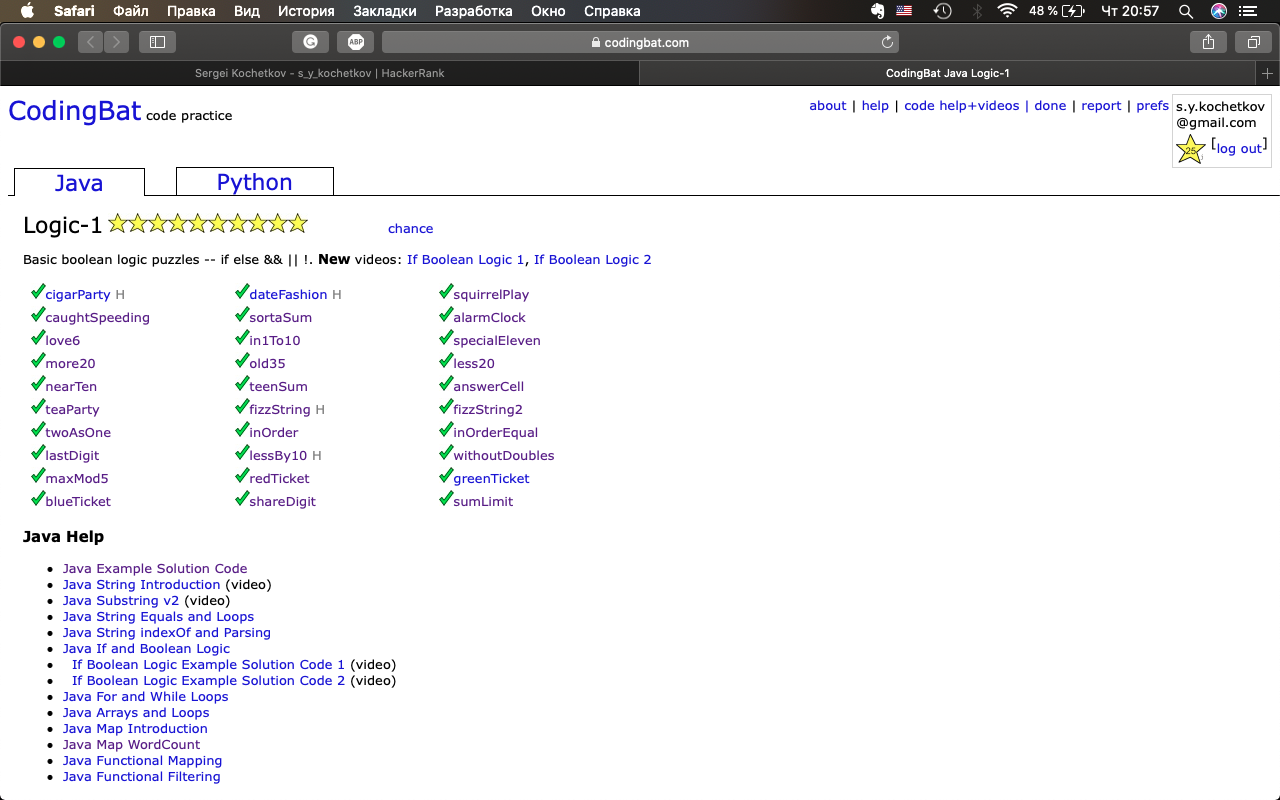 Safari Файл Правка Вид История Закладки Разработка Окно Справка 48 % Чт 20:57
ABP codingbat.com
Sergei Kochetkov - s_y_kochetkov | HackerRank CodingBat Java Logic-1
CodingBat code practice about | help | code help+videos | done | report | prefs s.y.kochetkov
@gmail.com
25 [log out]
Java Python
Logic-1 chance
Basic boolean logic puzzles -- if else && || !. New videos: If Boolean Logic 1, If Boolean Logic 2
cigarParty H dateFashion H squirrelPlay
caughtSpeeding sortaSum alarmClock
love6 in1To10 specialEleven
more20 old35 less20
nearTen teenSum answerCell
teaParty fizzString H fizzString2
twoAsOne inOrder inOrderEqual
lastDigit lessBy10 H withoutDoubles
maxMod5 redTicket greenTicket
blueTicket shareDigit sumLimit
Java Help
Java Example Solution Code
Java String Introduction (video)
Java Substring v2 (video)
Java String Equals and Loops
Java String indexOf and Parsing
Java If and Boolean Logic
If Boolean Logic Example Solution Code 1 (video)
If Boolean Logic Example Solution Code 2 (video)
Java For and While Loops
Java Arrays and Loops
Java Map Introduction
Java Map WordCount
Java Functional Mapping
Java Functional Filtering